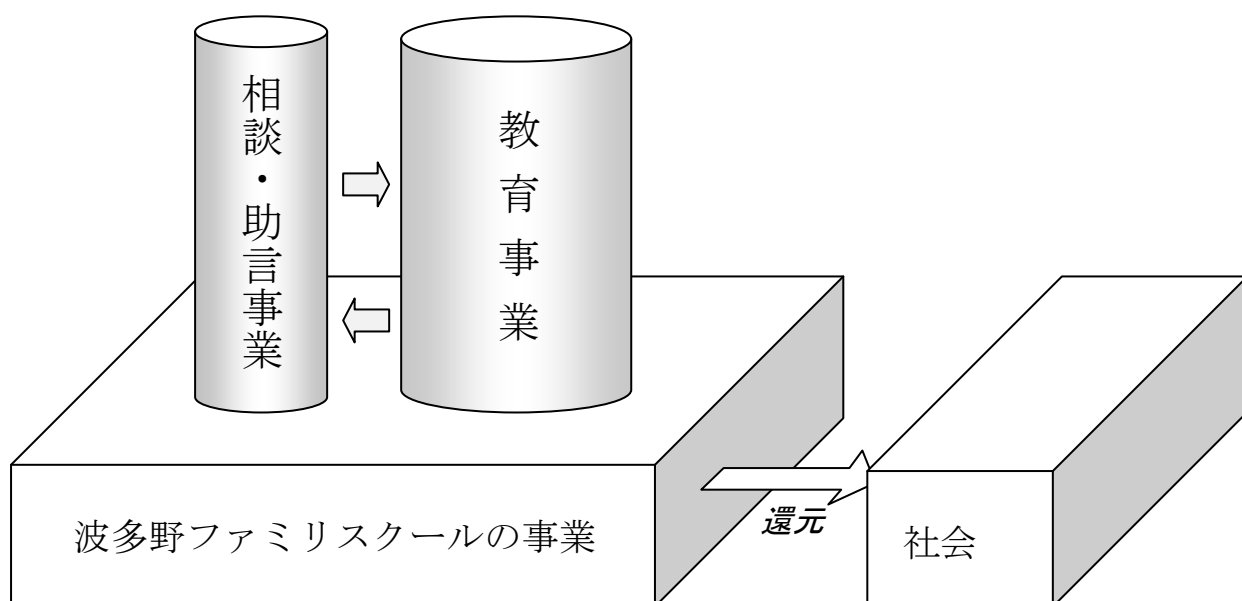 相談・助言事業
教育事業
波多野ファミリスクールの事業
還元
社会